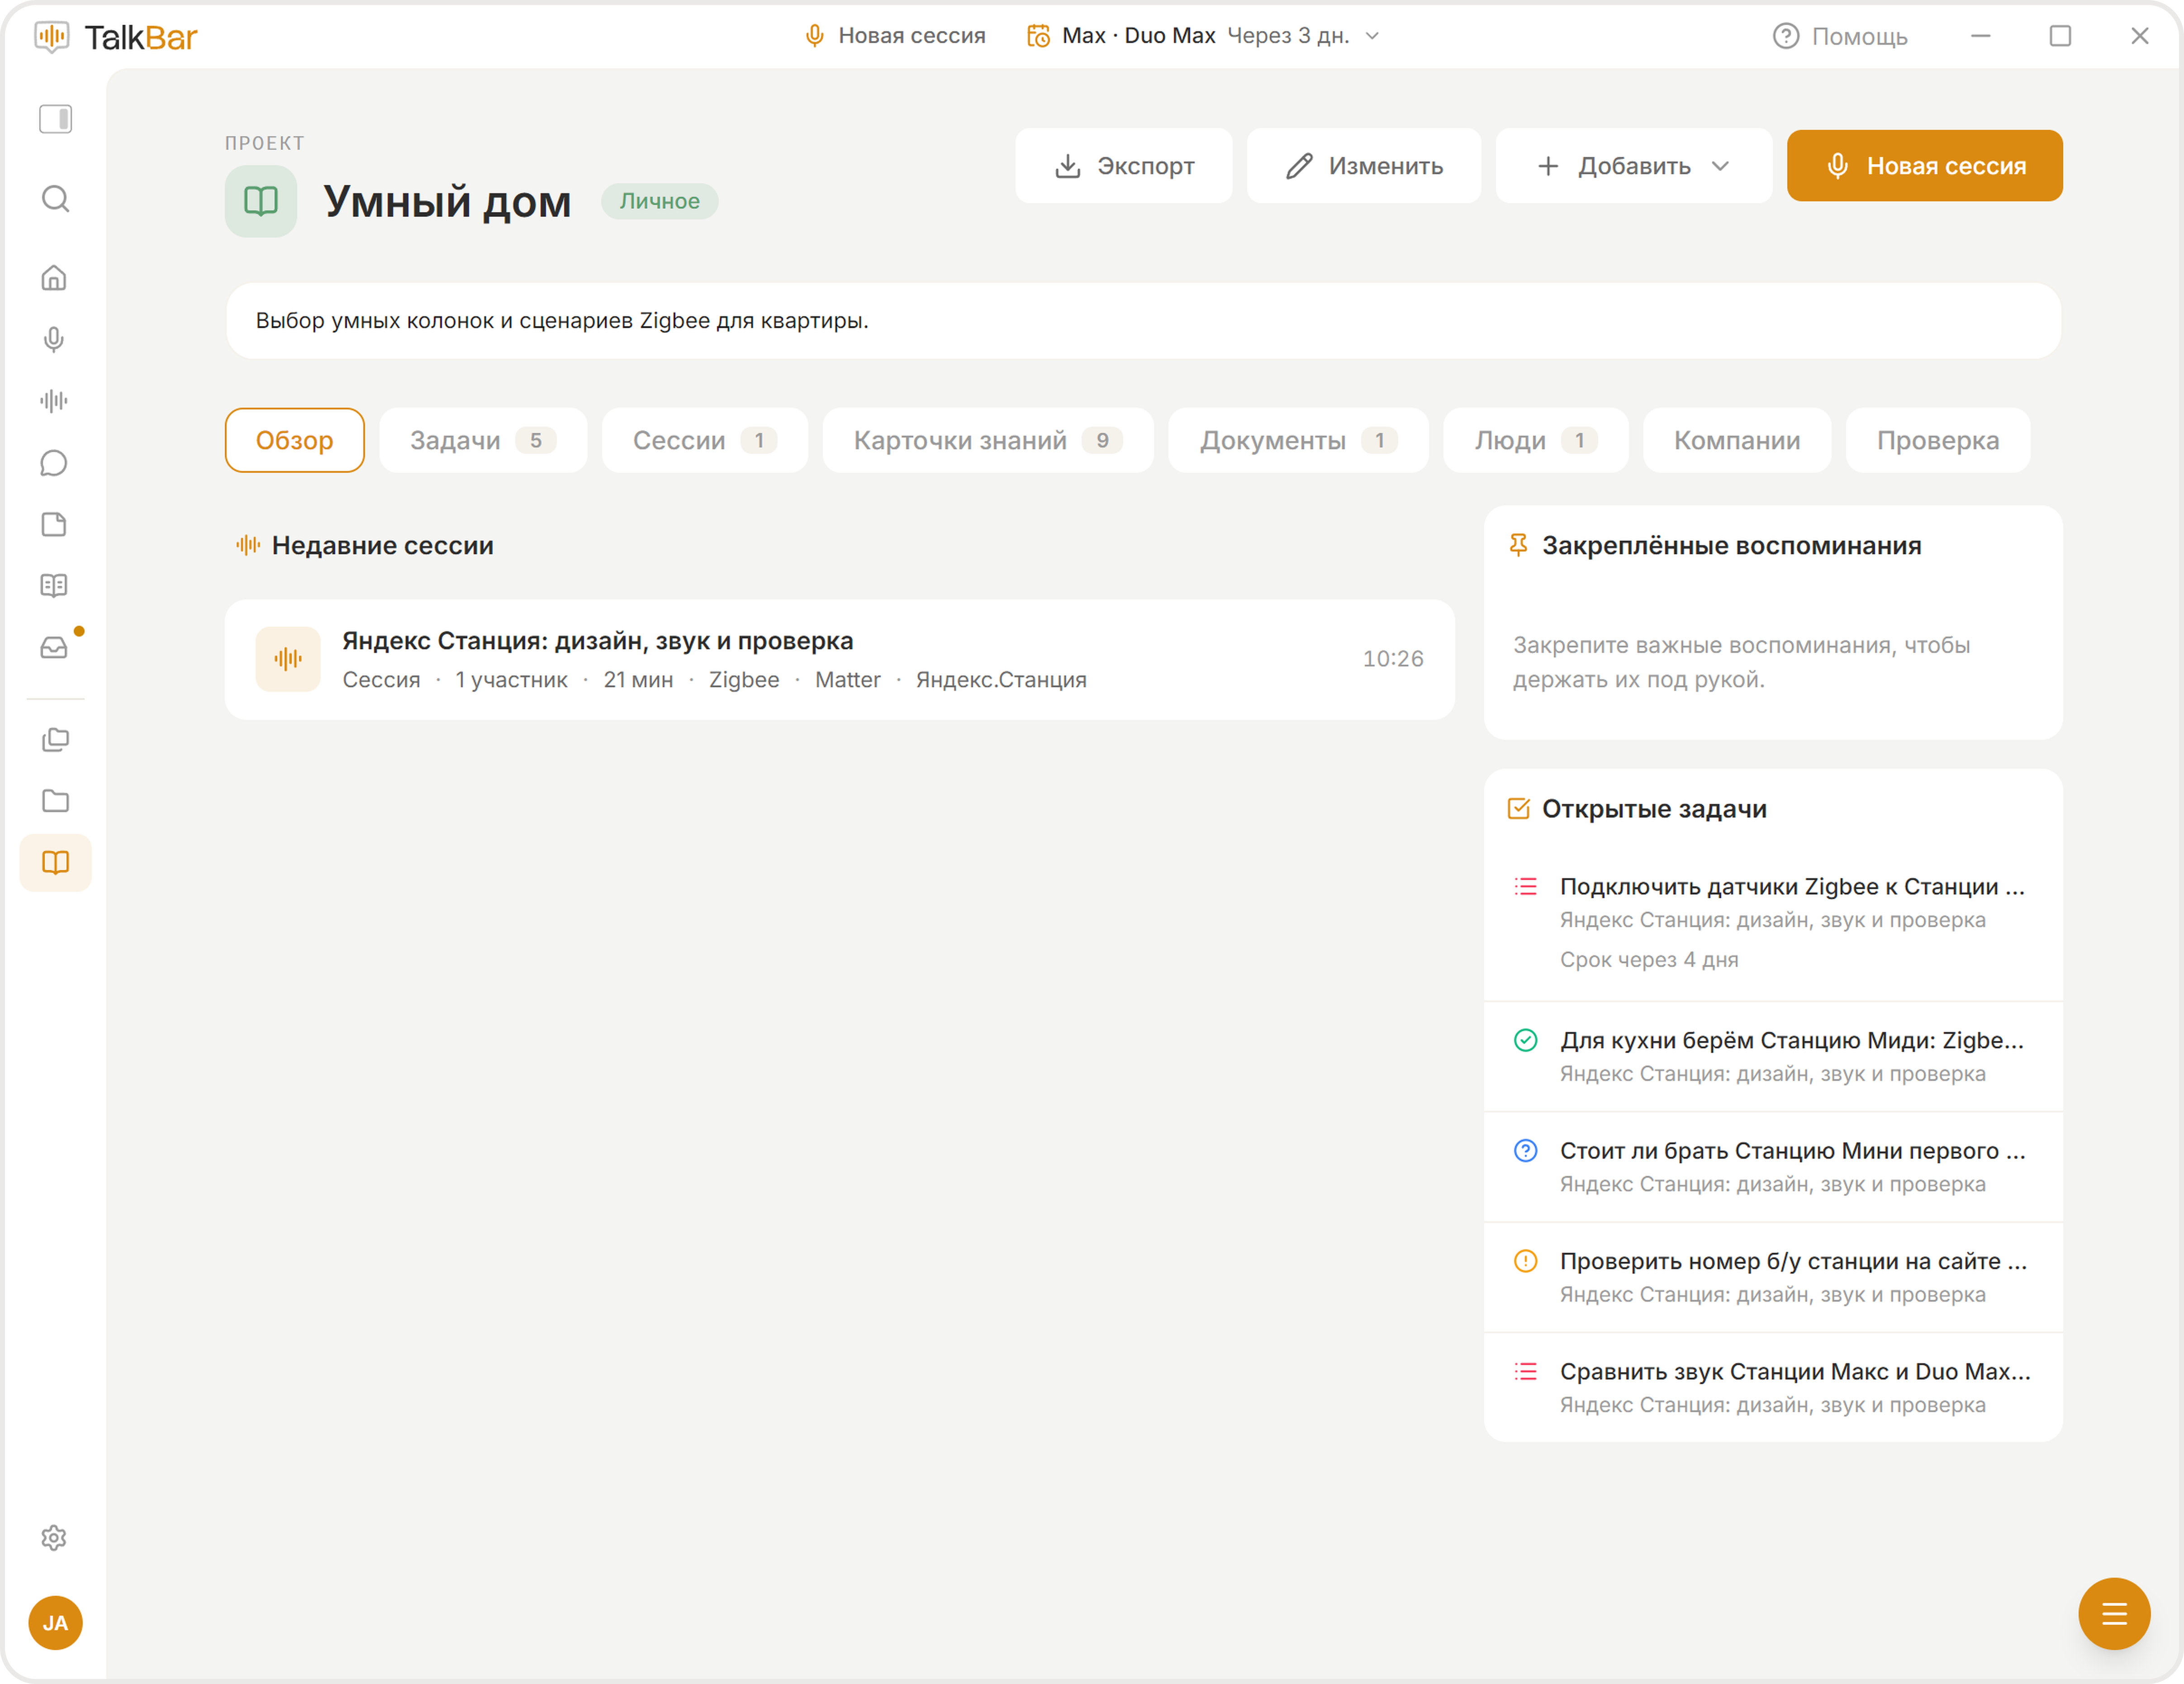 TalkBar
Новая сессия
Max · Duo Max Через 3 дн.
Помощь
ПРОЕКТ
Умный дом
Личное
Экспорт
Изменить
Добавить
Новая сессия
Выбор умных колонок и сценариев Zigbee для квартиры.
Обзор
Задачи 5
Сессии 1
Карточки знаний 9
Документы 1
Люди 1
Компании
Проверка
Недавние сессии
Яндекс Станция: дизайн, звук и проверка
Сессия · 1 участник · 21 мин · Zigbee · Matter · Яндекс.Станция
10:26
Закреплённые воспоминания
Закрепите важные воспоминания, чтобы
держать их под рукой.
Открытые задачи
Подключить датчики Zigbee к Станции ...
Яндекс Станция: дизайн, звук и проверка
Срок через 4 дня
Для кухни берём Станцию Миди: Zigbe...
Яндекс Станция: дизайн, звук и проверка
Стоит ли брать Станцию Мини первого ...
Яндекс Станция: дизайн, звук и проверка
Проверить номер б/у станции на сайте ...
Яндекс Станция: дизайн, звук и проверка
Сравнить звук Станции Макс и Duo Max...
Яндекс Станция: дизайн, звук и проверка
JA